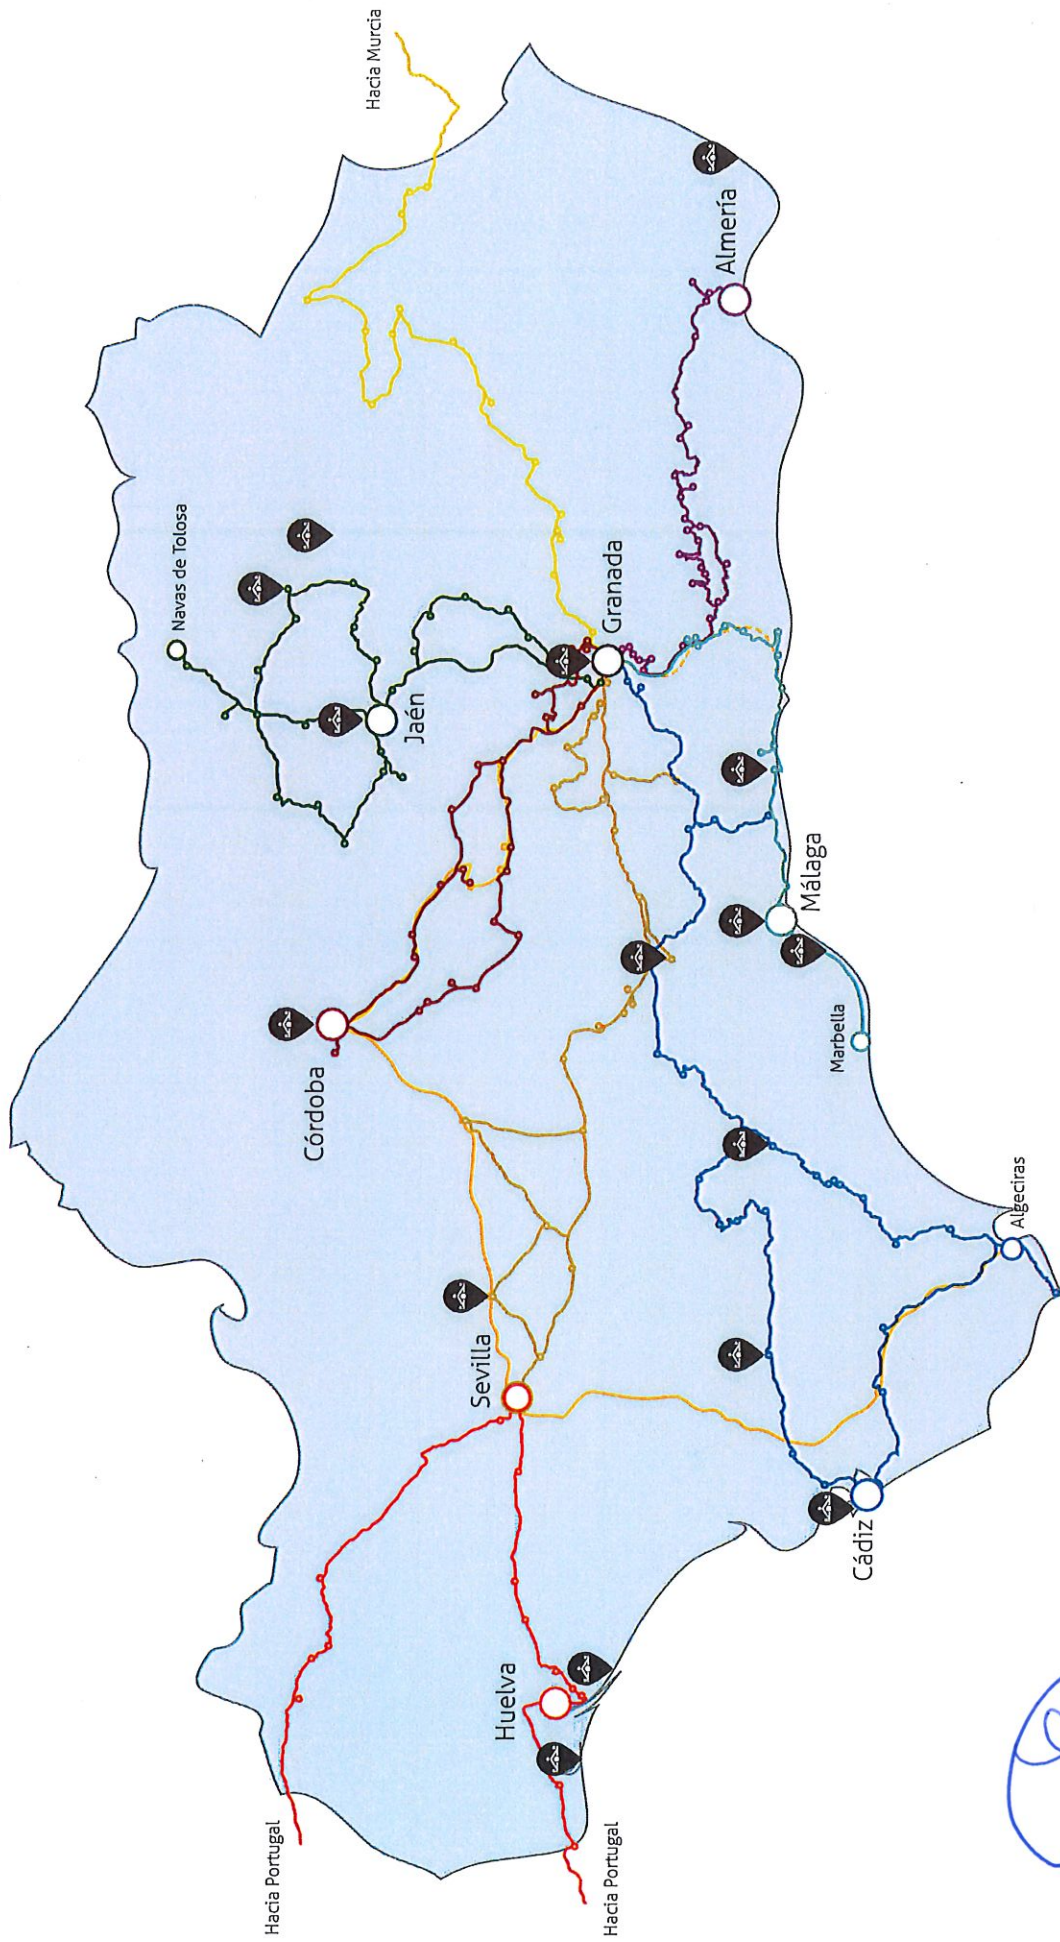 Hacia Portugal
Hacia Portugal
Huelva
Sevilla
Cádiz
Córdoba
Algeciras
Marbella
Málaga
Jaén
Granada
Navas de Tolosa
Almería
Hacia Murcia